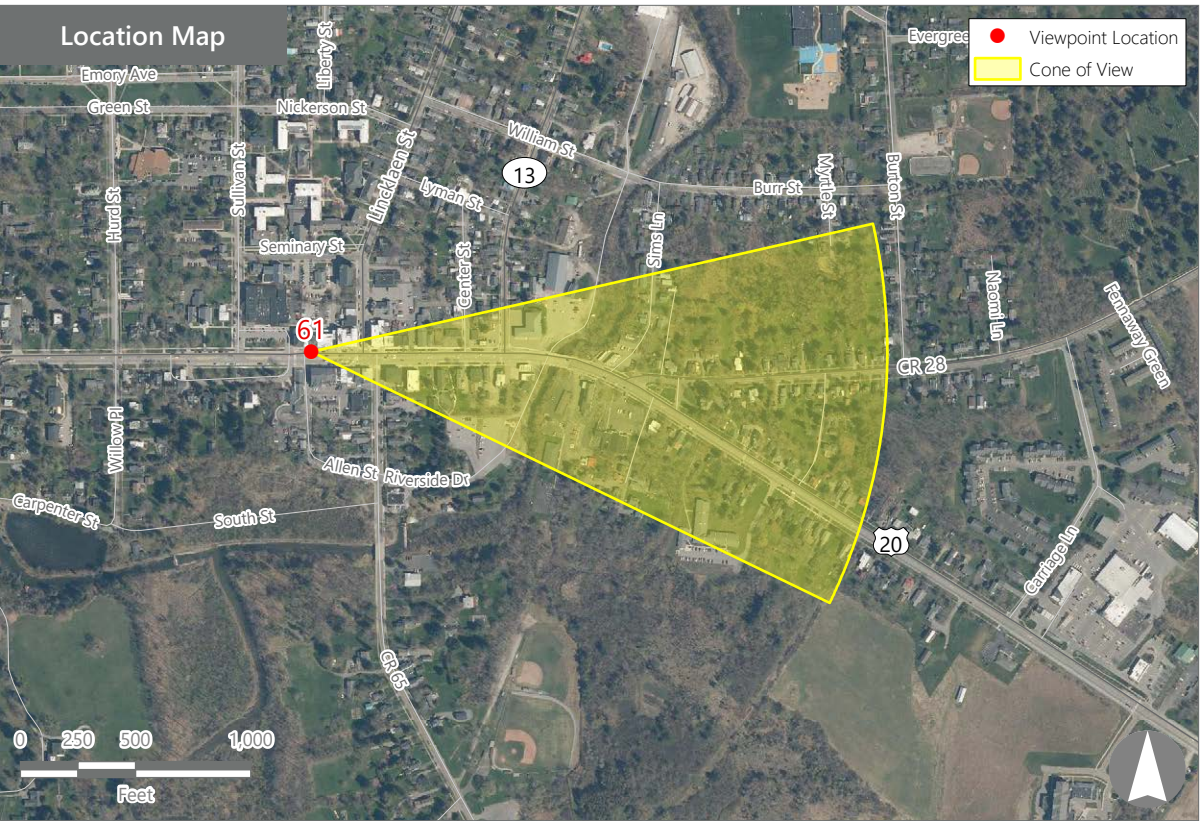 Location Map
Viewpoint Location
Cone of View
Emory Ave
Green St
Liberty St
Nickerson St
Evergree
William St
13
Hurd St
Sullivan St
Lincklaen St
Lyman St
Burr St
Myrtle St
Burton St
Seminary St
Center St
Sims Ln
Naomi Ln
Fennaway Green
61
CR 28
Willow Pl
Allen St
Riverside Dr
Carpenter St
South St
20
Carriage Ln
CR 65
0 250 500 1,000
Feet